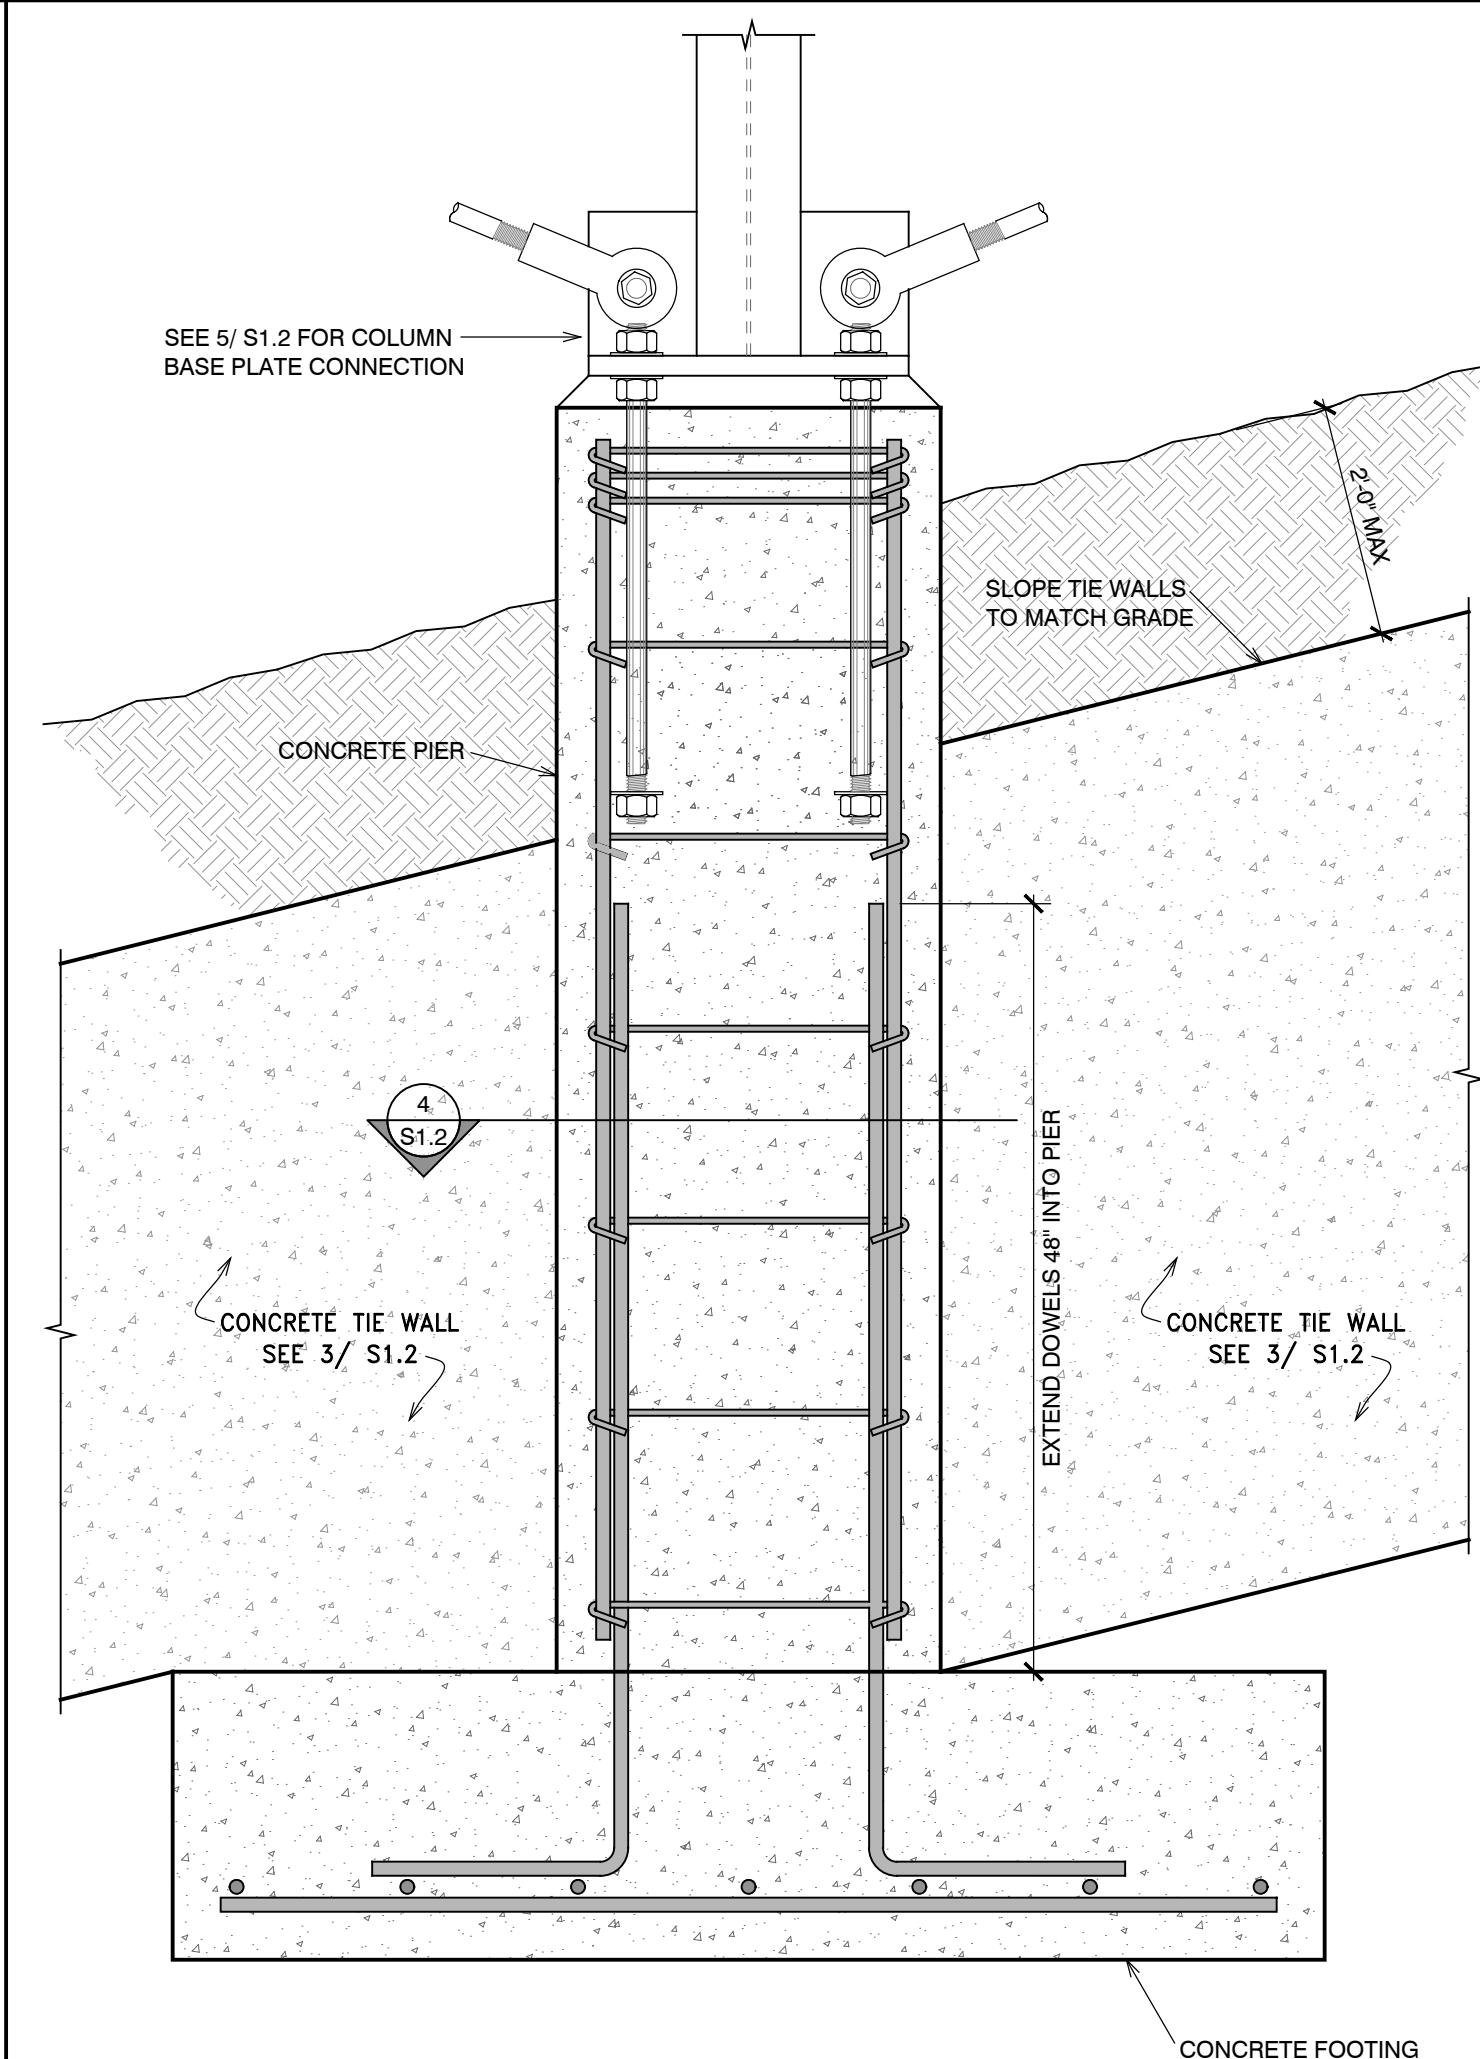 SEE 5/ S1.2 FOR COLUMN
BASE PLATE CONNECTION
2'-0" MAX
SLOPE TIE WALLS
TO MATCH GRADE
CONCRETE PIER
4
S1.2
EXTEND DOWELS 48" INTO PIER
CONCRETE TIE WALL
SEE 3/ S1.2
CONCRETE TIE WALL
SEE 3/ S1.2
CONCRETE FOOTING